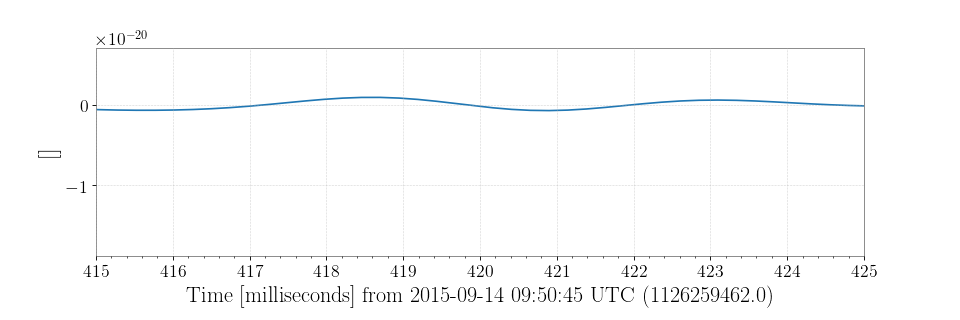 ×10⁻²⁰
0
−1
[]
415 416 417 418 419 420 421 422 423 424 425
Time [milliseconds] from 2015-09-14 09:50:45 UTC (1126259462.0)